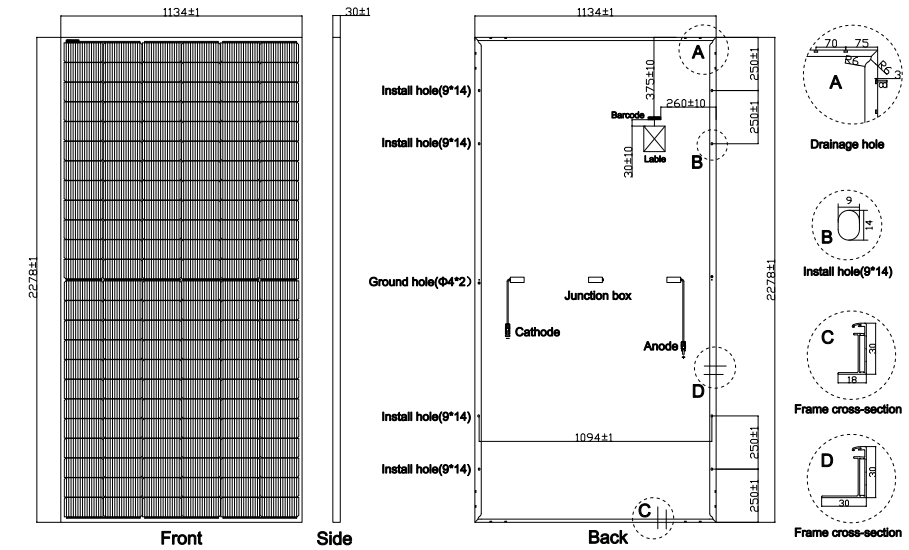 1134±1
30±1
1134±1
2278±1
Front
Side
Install hole(9*14)
Install hole(9*14)
Ground hole(Φ4*2)
Install hole(9*14)
Install hole(9*14)
A
375±10
260±10
Barcode
Lable
30±10
B
250±1
250±1
Junction box
Cathode
Anode
D
2278±1
1094±1
250±1
250±1
C
Back
70
75
R6
R6
A
8
3
Drainage hole
9
14
B
Install hole(9*14)
C
30
18
Frame cross-section
D
30
30
Frame cross-section